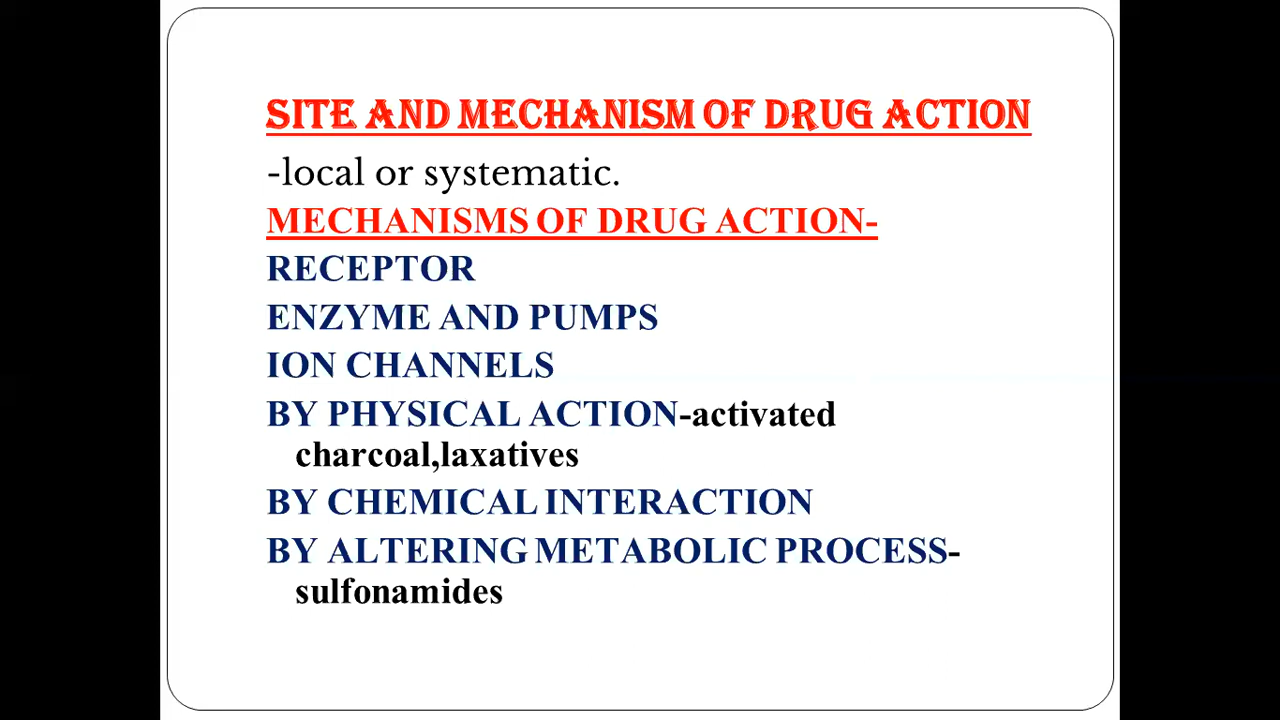 SITE AND MECHANISM OF DRUG ACTION
-local or systematic.
MECHANISMS OF DRUG ACTION-
RECEPTOR
ENZYME AND PUMPS
ION CHANNELS
BY PHYSICAL ACTION-activated
charcoal,laxatives
BY CHEMICAL INTERACTION
BY ALTERING METABOLIC PROCESS-
sulfonamides